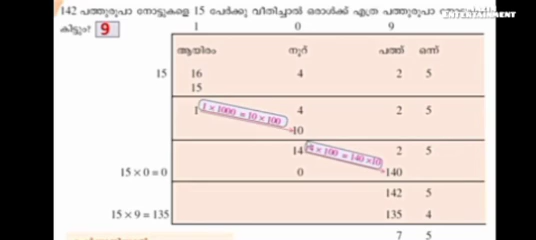 142 പത്തുരൂപാ നോട്ടുകളെ 15 പേർക്കു വീതിച്ചാൽ ഒരാൾക്ക് എത്ര പത്തുരൂപാ
ENTERTAINMENT
കിട്ടും? 9 1 0 9
ആയിരം നൂറ് പത്ത് ഒന്ന്
15 16 4 2 5
15
1 1 × 1000 = 10 × 100 4 2 5
10
14 × 100 = 140 × 10 2 5
15 × 0 = 0 0 140
142 5
15 × 9 = 135 135 4
7 5